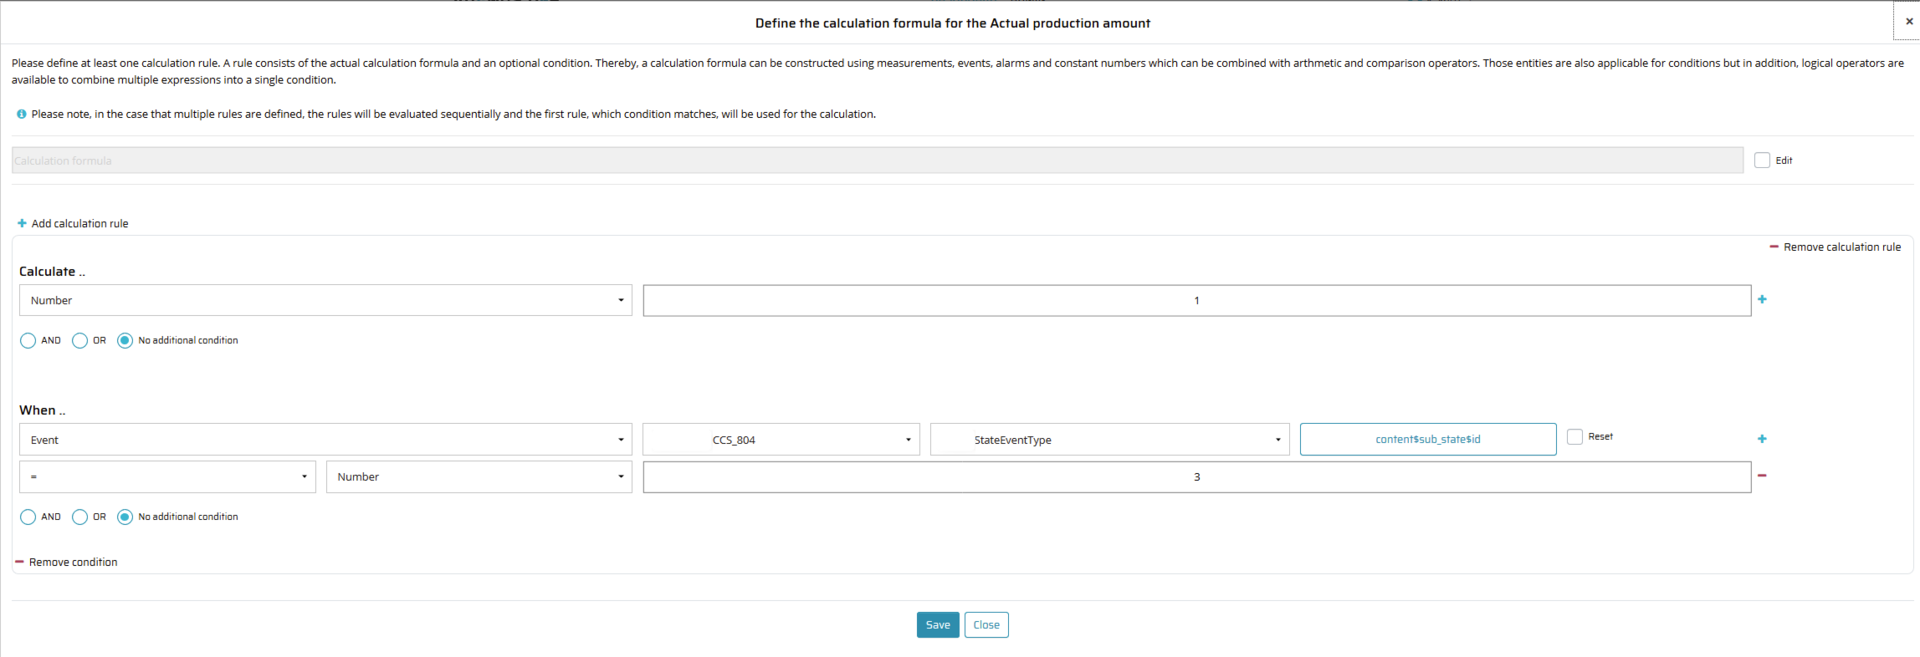 Define the calculation formula for the Actual production amount
×
Please define at least one calculation rule. A rule consists of the actual calculation formula and an optional condition. Thereby, a calculation formula can be constructed using measurements, events, alarms and constant numbers which can be combined with arthmetic and comparison operators. Those entities are also applicable for conditions but in addition, logical operators are
available to combine multiple expressions into a single condition.
Please note, in the case that multiple rules are defined, the rules will be evaluated sequentially and the first rule, which condition matches, will be used for the calculation.
Calculation formula Edit
+ Add calculation rule
− Remove calculation rule
Calculate ..
Number 1 +
AND OR No additional condition
When ..
Event CCS_804 StateEventType content$sub_state$id Reset +
= Number 3 −
AND OR No additional condition
− Remove condition
Save Close